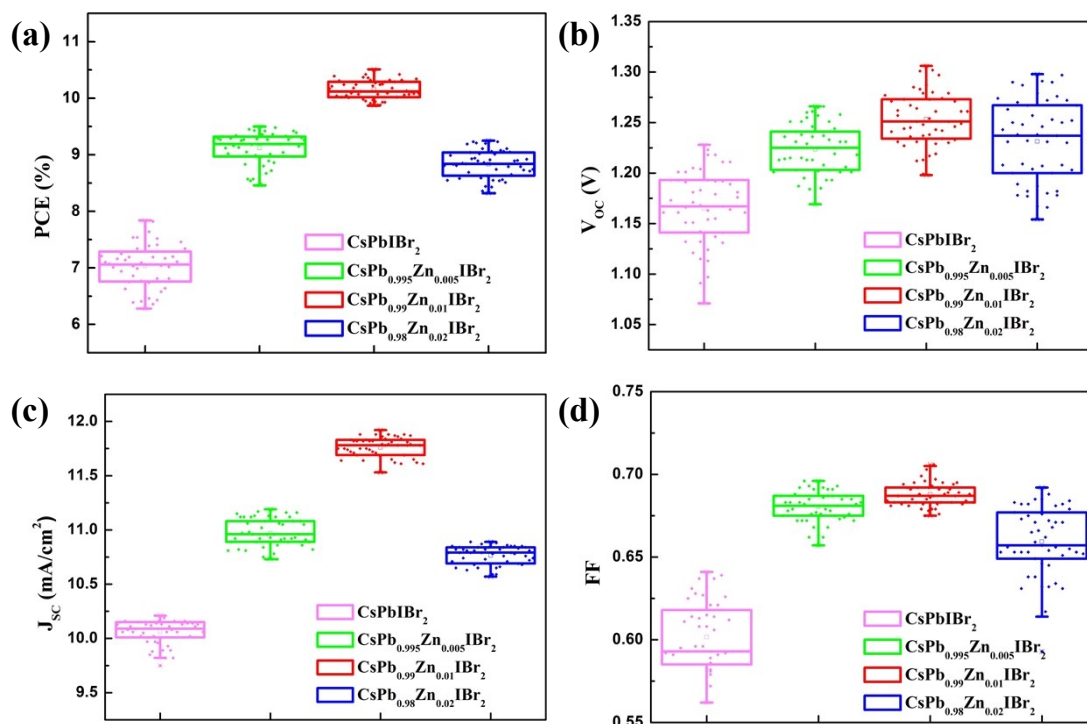 (a)
PCE (%)
11
10
9
8
7
6
CsPbIBr₂
CsPb₀.₉₉₅Zn₀.₀₀₅IBr₂
CsPb₀.₉₉Zn₀.₀₁IBr₂
CsPb₀.₉₈Zn₀.₀₂IBr₂
(b)
V_OC (V)
1.35
1.30
1.25
1.20
1.15
1.10
1.05
CsPbIBr₂
CsPb₀.₉₉₅Zn₀.₀₀₅IBr₂
CsPb₀.₉₉Zn₀.₀₁IBr₂
CsPb₀.₉₈Zn₀.₀₂IBr₂
(c)
J_SC (mA/cm²)
12.0
11.5
11.0
10.5
10.0
9.5
CsPbIBr₂
CsPb₀.₉₉₅Zn₀.₀₀₅IBr₂
CsPb₀.₉₉Zn₀.₀₁IBr₂
CsPb₀.₉₈Zn₀.₀₂IBr₂
(d)
FF
0.75
0.70
0.65
0.60
0.55
CsPbIBr₂
CsPb₀.₉₉₅Zn₀.₀₀₅IBr₂
CsPb₀.₉₉Zn₀.₀₁IBr₂
CsPb₀.₉₈Zn₀.₀₂IBr₂